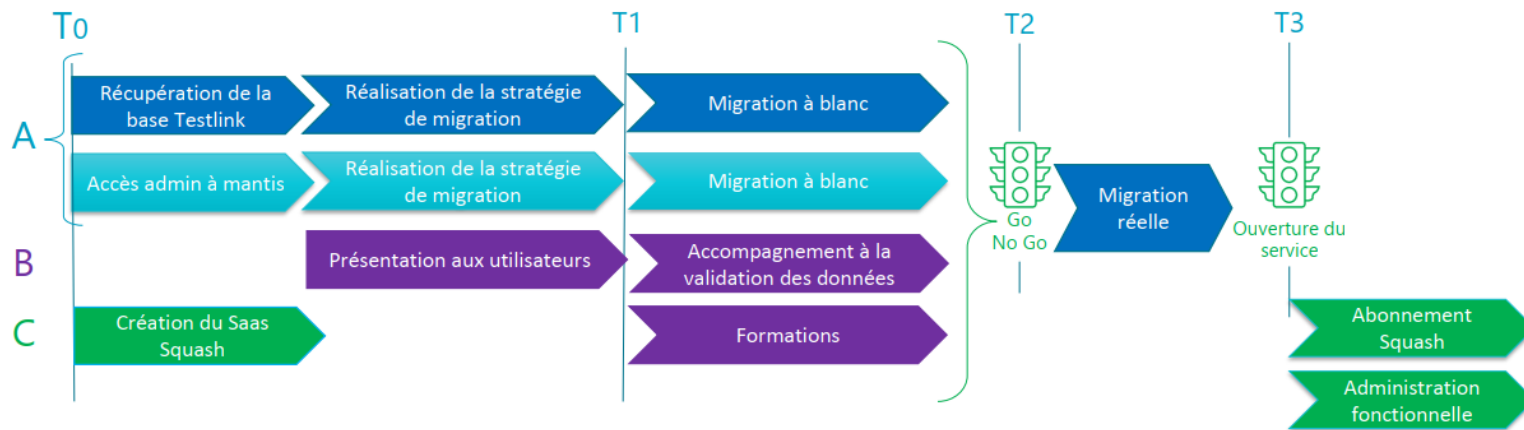 T0
T1
T2
T3
A
Récupération de la
base Testlink
Réalisation de la stratégie
de migration
Migration à blanc
Accès admin à mantis
Réalisation de la stratégie
de migration
Migration à blanc
Go
No Go
Migration
réelle
Ouverture du
service
B
Présentation aux utilisateurs
Accompagnement à la
validation des données
C
Création du Saas
Squash
Formations
Abonnement
Squash
Administration
fonctionnelle